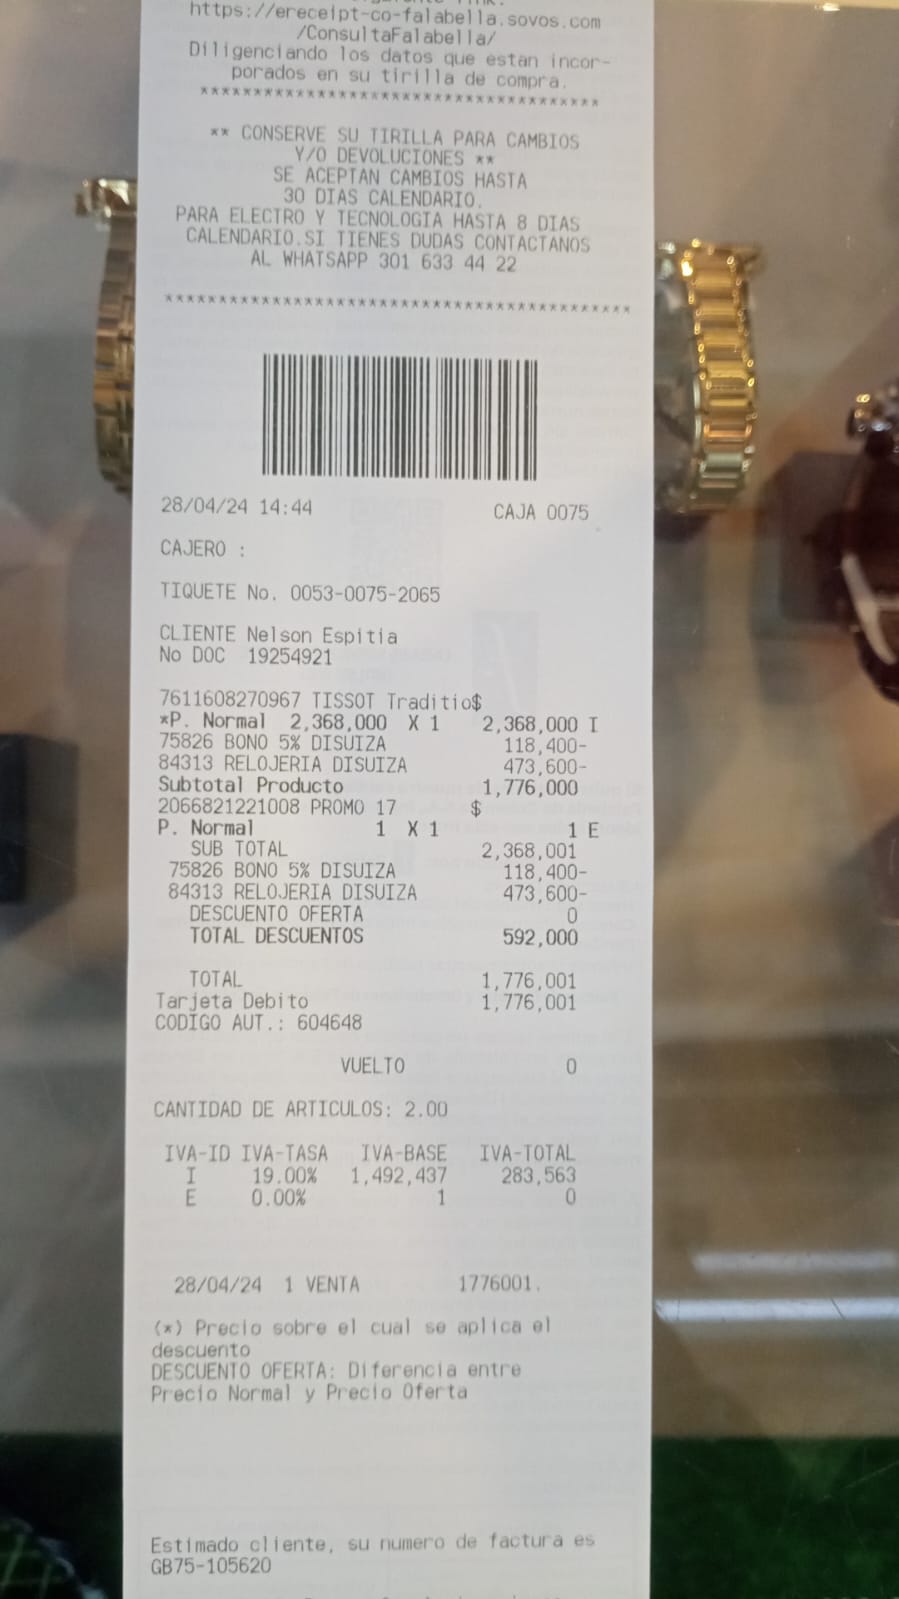 https://ereceipt-co-falabella.sovos.com
/ConsultaFalabella/
Diligenciando los datos que estan incor-
porados en su tirilla de compra.
*************************************
** CONSERVE SU TIRILLA PARA CAMBIOS
Y/O DEVOLUCIONES **
SE ACEPTAN CAMBIOS HASTA
30 DIAS CALENDARIO.
PARA ELECTRO Y TECNOLOGIA HASTA 8 DIAS
CALENDARIO.SI TIENES DUDAS CONTACTANOS
AL WHATSAPP 301 633 44 22
*******************************************
28/04/24 14:44 CAJA 0075
CAJERO :
TIQUETE No. 0053-0075-2065
CLIENTE Nelson Espitia
No DOC 19254921
7611608270967 TISSOT Traditio$
*P. Normal 2,368,000 X 1 2,368,000 I
75826 BONO 5% DISUIZA 118,400-
84313 RELOJERIA DISUIZA 473,600-
Subtotal Producto 1,776,000
2066821221008 PROMO 17 $
P. Normal 1 X 1 1 E
SUB TOTAL 2,368,001
75826 BONO 5% DISUIZA 118,400-
84313 RELOJERIA DISUIZA 473,600-
DESCUENTO OFERTA 0
TOTAL DESCUENTOS 592,000
TOTAL 1,776,001
Tarjeta Debito 1,776,001
CODIGO AUT.: 604648
VUELTO 0
CANTIDAD DE ARTICULOS: 2.00
IVA-ID IVA-TASA IVA-BASE IVA-TOTAL
I 19.00% 1,492,437 283,563
E 0.00% 1 0
28/04/24 1 VENTA 1776001.
(*) Precio sobre el cual se aplica el
descuento
DESCUENTO OFERTA: Diferencia entre
Precio Normal y Precio Oferta
Estimado cliente, su numero de factura es
GB75-105620